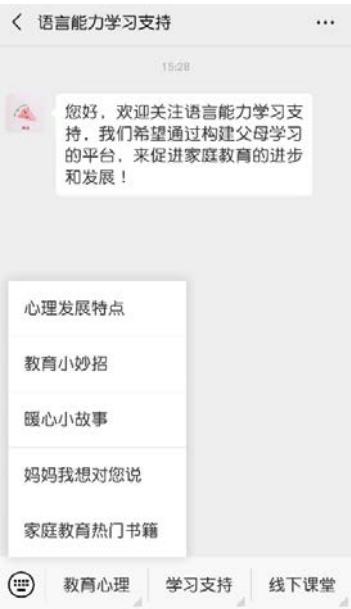 语言能力学习支持
15:28
您好，欢迎关注语言能力学习支
持，我们希望通过构建父母学习
的平台，来促进家庭教育的进步
和发展！
心理发展特点
教育小妙招
暖心小故事
妈妈我想对您说
家庭教育热门书籍
教育心理 学习支持 线下课堂